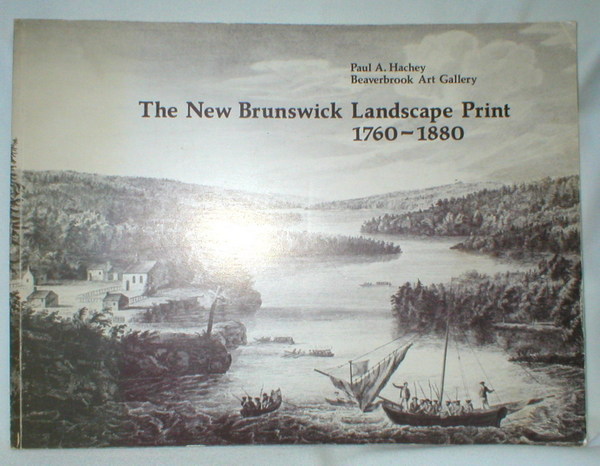 Paul A. Hachey
Beaverbrook Art Gallery
The New Brunswick Landscape Print
1760-1880